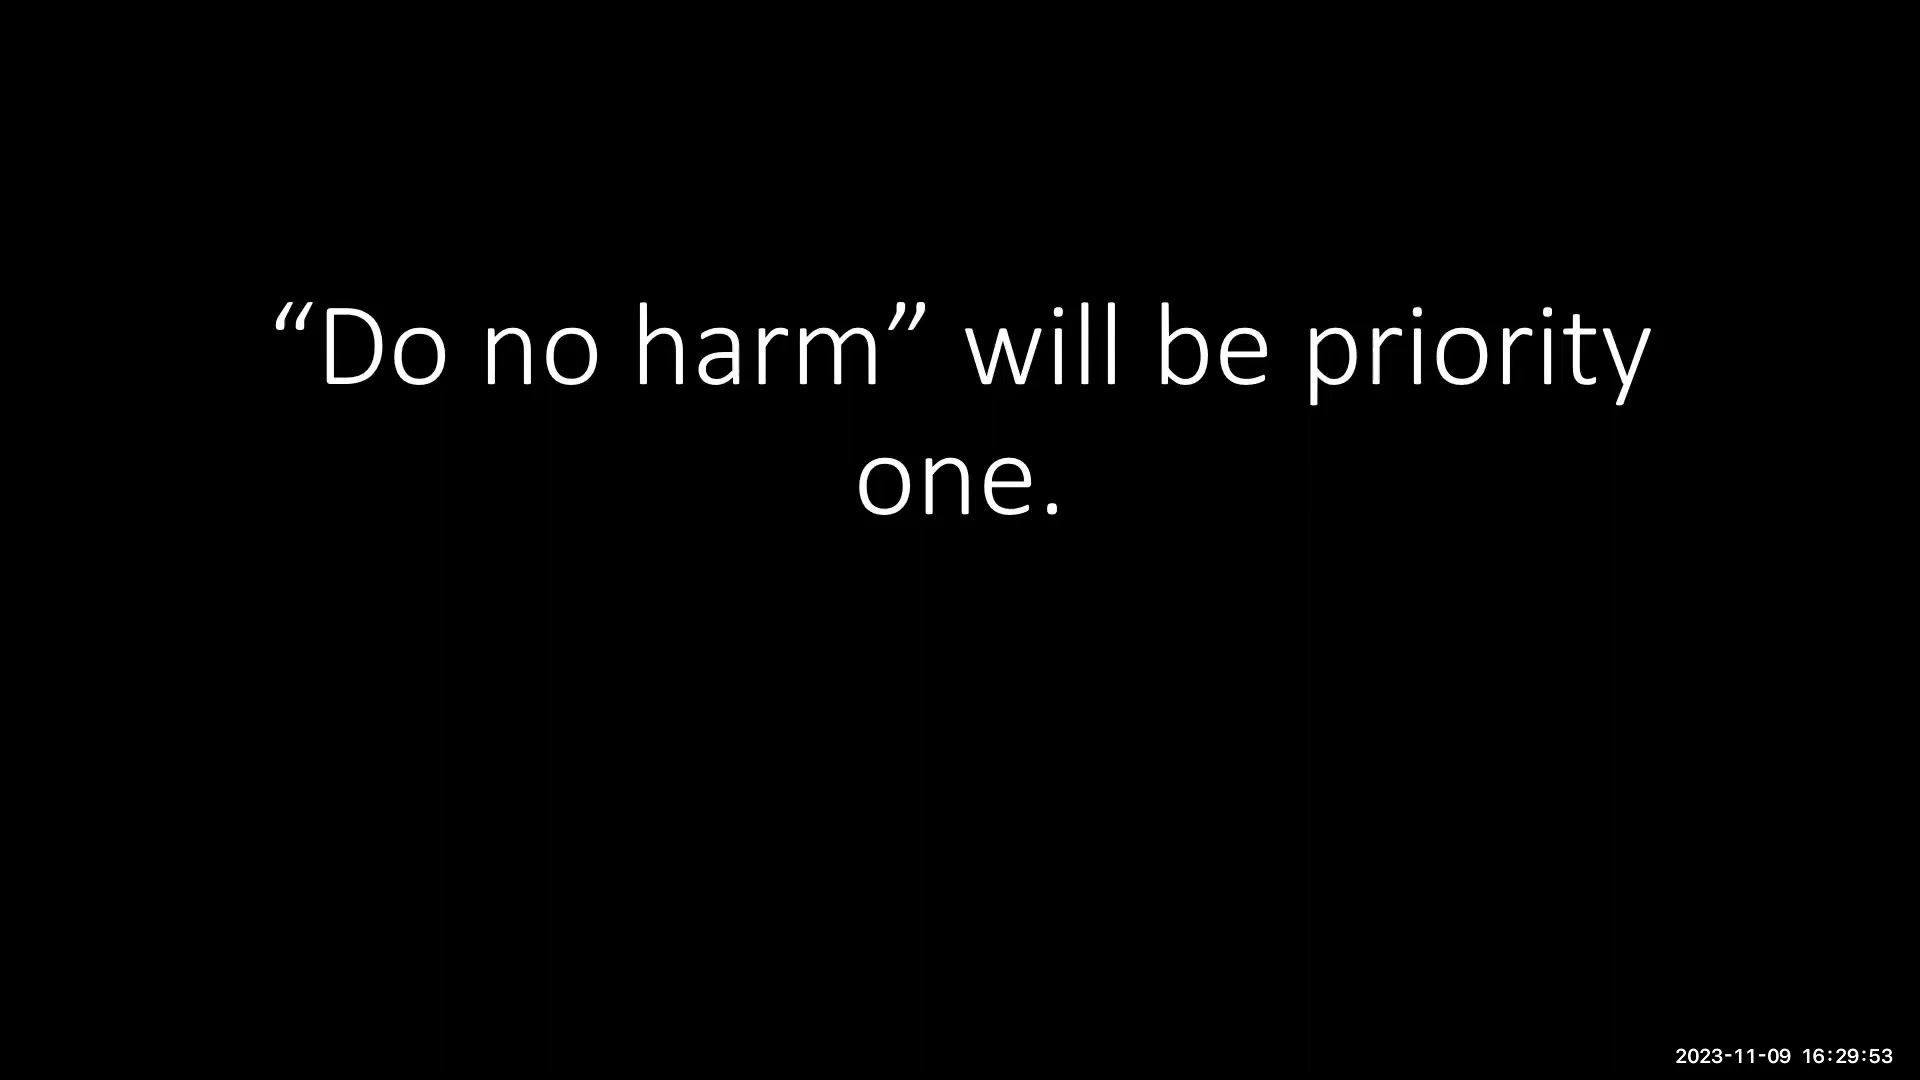 “Do no harm” will be priority
one.
2023-11-09 16:29:53